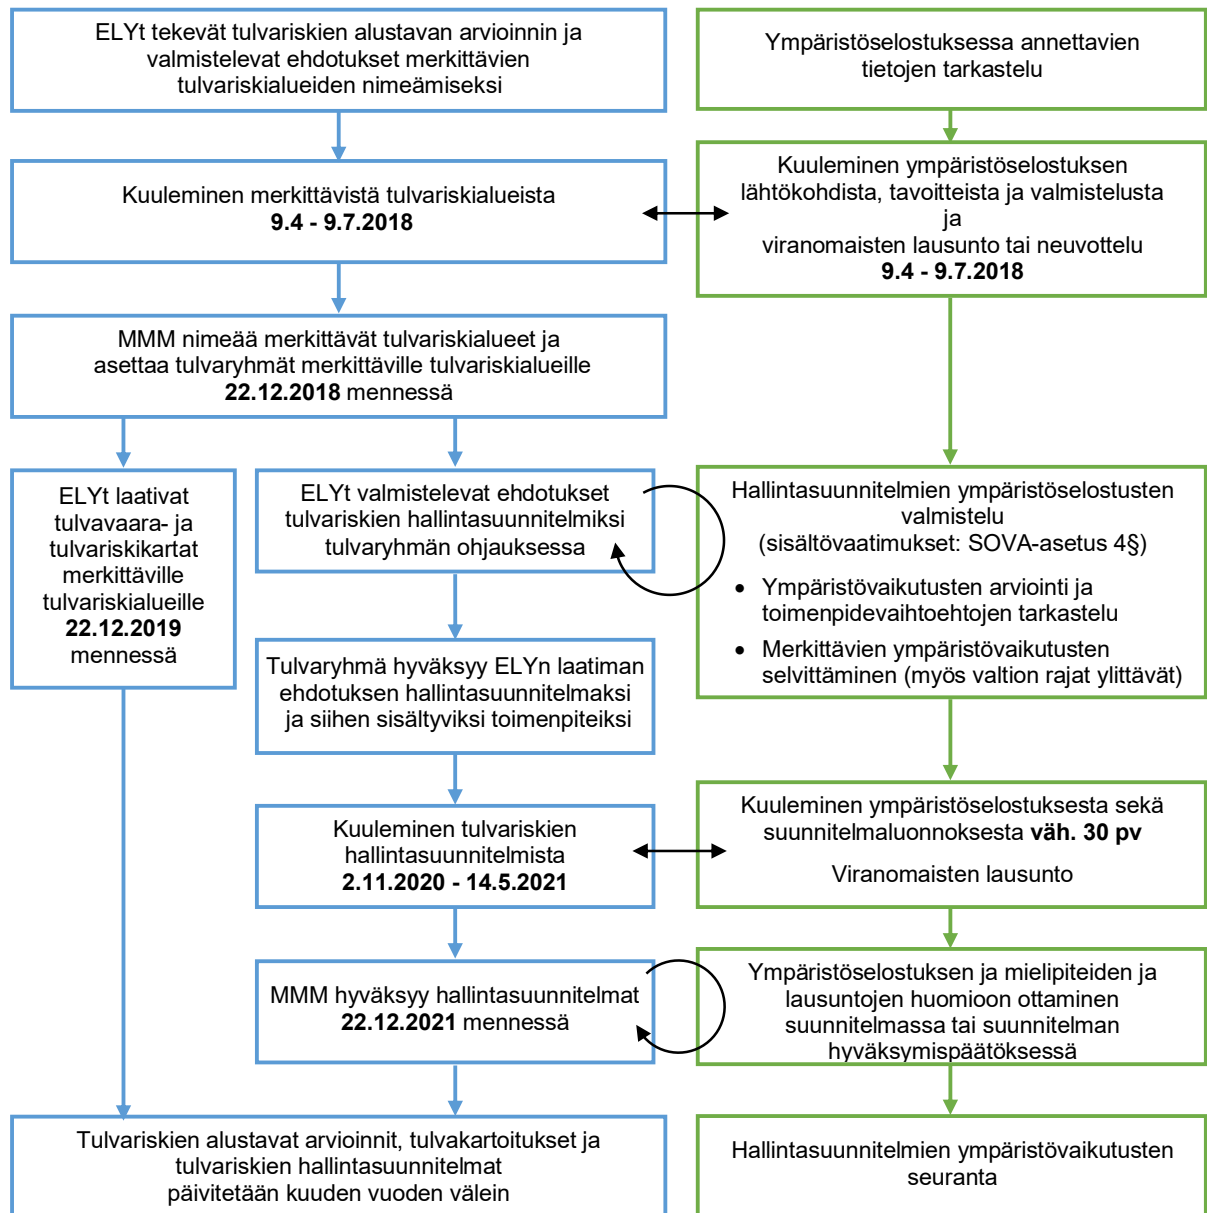 ELYt tekevät tulvariskien alustavan arvioinnin ja
valmistelevat ehdotukset merkittävien
tulvariskialueiden nimeämiseksi
Ympäristöselostuksessa annettavien
tietojen tarkastelu
Kuuleminen merkittävistä tulvariskialueista
9.4 - 9.7.2018
Kuuleminen ympäristöselostuksen
lähtökohdista, tavoitteista ja valmistelusta
ja
viranomaisten lausunto tai neuvottelu
9.4 - 9.7.2018
MMM nimeää merkittävät tulvariskialueet ja
asettaa tulvaryhmät merkittäville tulvariskialueille
22.12.2018 mennessä
ELYt laativat
tulvavaara- ja
tulvariskikartat
merkittäville
tulvariskialueille
22.12.2019
mennessä
ELYt valmistelevat ehdotukset
tulvariskien hallintasuunnitelmiksi
tulvaryhmän ohjauksessa
Hallintasuunnitelmien ympäristöselostusten
valmistelu
(sisältövaatimukset: SOVA-asetus 4§)
• Ympäristövaikutusten arviointi ja
toimenpidevaihtoehtojen tarkastelu
• Merkittävien ympäristövaikutusten
selvittäminen (myös valtion rajat ylittävät)
Tulvaryhmä hyväksyy ELYn laatiman
ehdotuksen hallintasuunnitelmaksi
ja siihen sisältyviksi toimenpiteiksi
Kuuleminen tulvariskien
hallintasuunnitelmista
2.11.2020 - 14.5.2021
Kuuleminen ympäristöselostuksesta sekä
suunnitelmaluonnoksesta väh. 30 pv
Viranomaisten lausunto
MMM hyväksyy hallintasuunnitelmat
22.12.2021 mennessä
Ympäristöselostuksen ja mielipiteiden ja
lausuntojen huomioon ottaminen
suunnitelmassa tai suunnitelman
hyväksymispäätöksessä
Tulvariskien alustavat arvioinnit, tulvakartoitukset ja
tulvariskien hallintasuunnitelmat
päivitetään kuuden vuoden välein
Hallintasuunnitelmien ympäristövaikutusten
seuranta